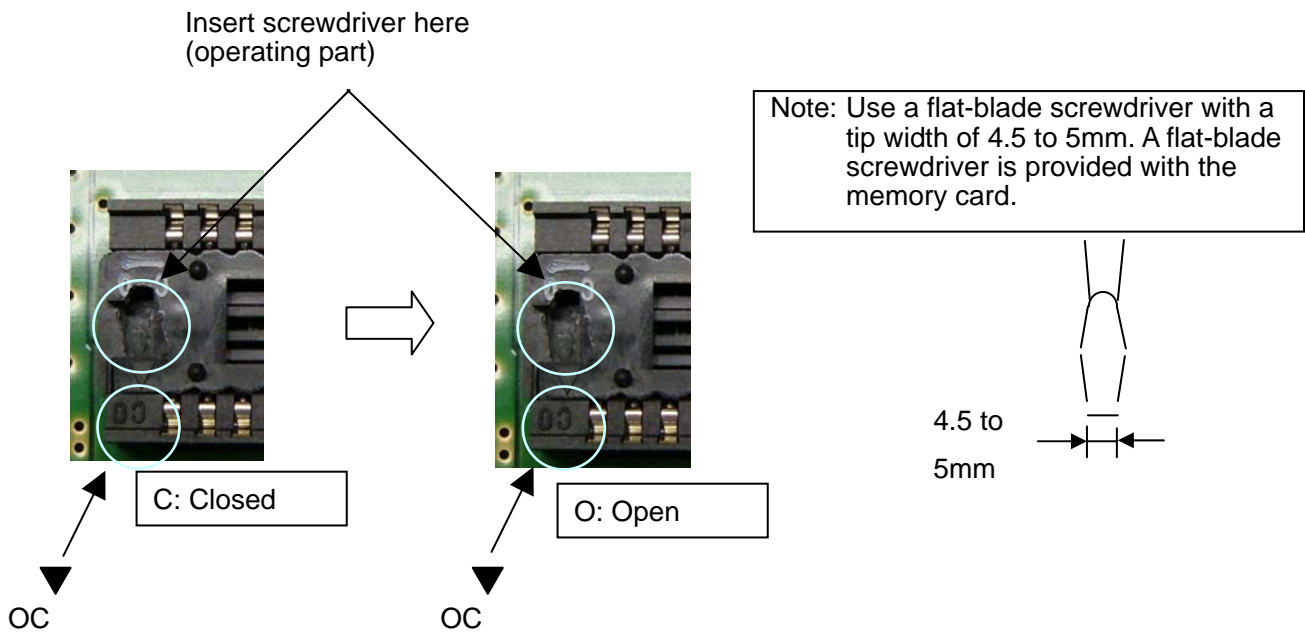 Insert screwdriver here
(operating part)
Note: Use a flat-blade screwdriver with a
tip width of 4.5 to 5mm. A flat-blade
screwdriver is provided with the
memory card.
4.5 to
5mm
C: Closed
O: Open
OC
OC